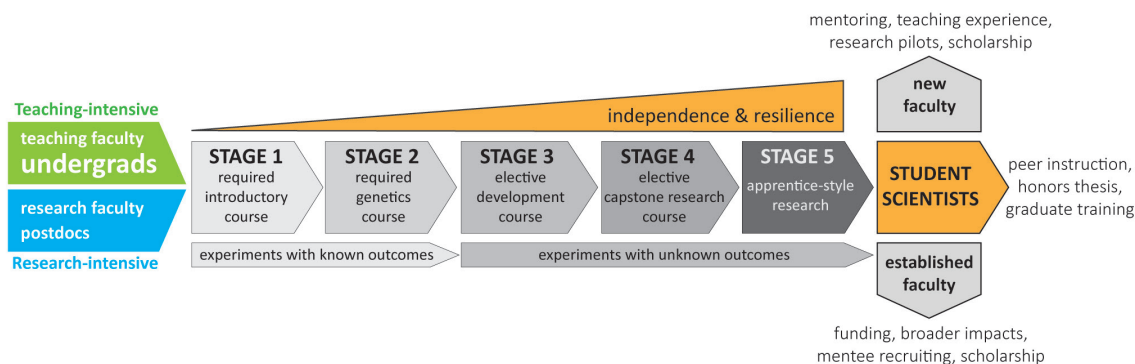 mentoring, teaching experience,
research pilots, scholarship
new
faculty
Teaching-intensive
teaching faculty
undergrads
research faculty
postdocs
Research-intensive
independence & resilience
STAGE 1
required
introductory
course
STAGE 2
required
genetics
course
STAGE 3
elective
development
course
STAGE 4
elective
capstone research
course
STAGE 5
apprentice-style
research
STUDENT
SCIENTISTS
peer instruction,
honors thesis,
graduate training
experiments with known outcomes
experiments with unknown outcomes
established
faculty
funding, broader impacts,
mentee recruiting, scholarship